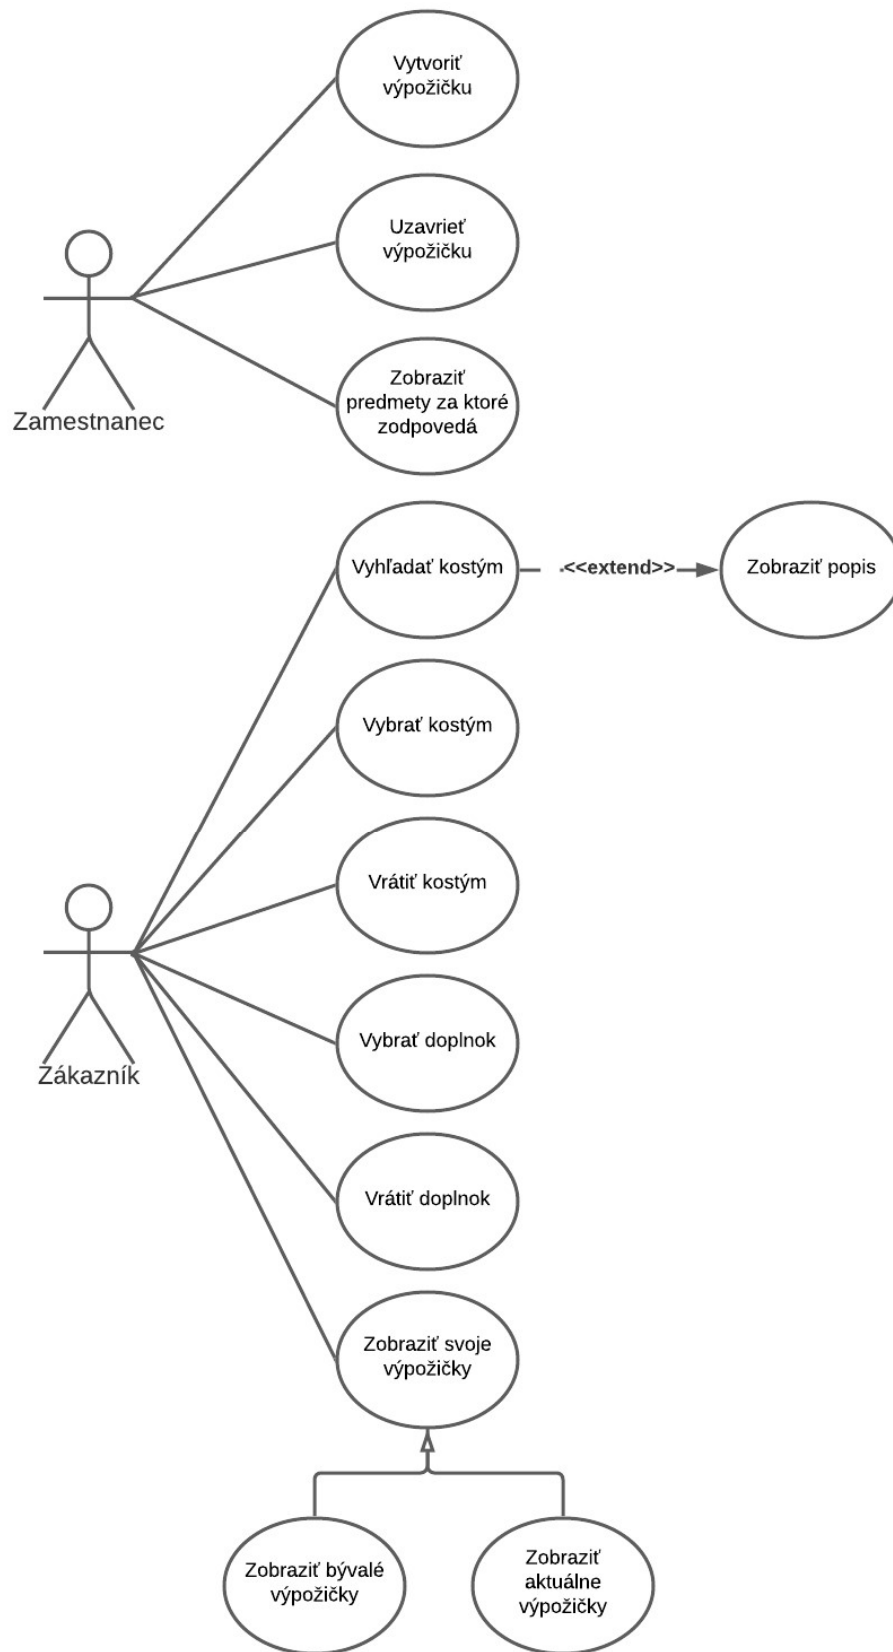 Vytvoriť
výpožičku
Uzavrieť
výpožičku
Zobraziť
predmety za ktoré
zodpovedá
Zamestnanec
Vyhľadať kostým
<<extend>>
Zobraziť popis
Vybrať kostým
Vrátiť kostým
Vybrať doplnok
Zákazník
Vrátiť doplnok
Zobraziť svoje
výpožičky
Zobraziť bývalé
výpožičky
Zobraziť
aktuálne
výpožičky